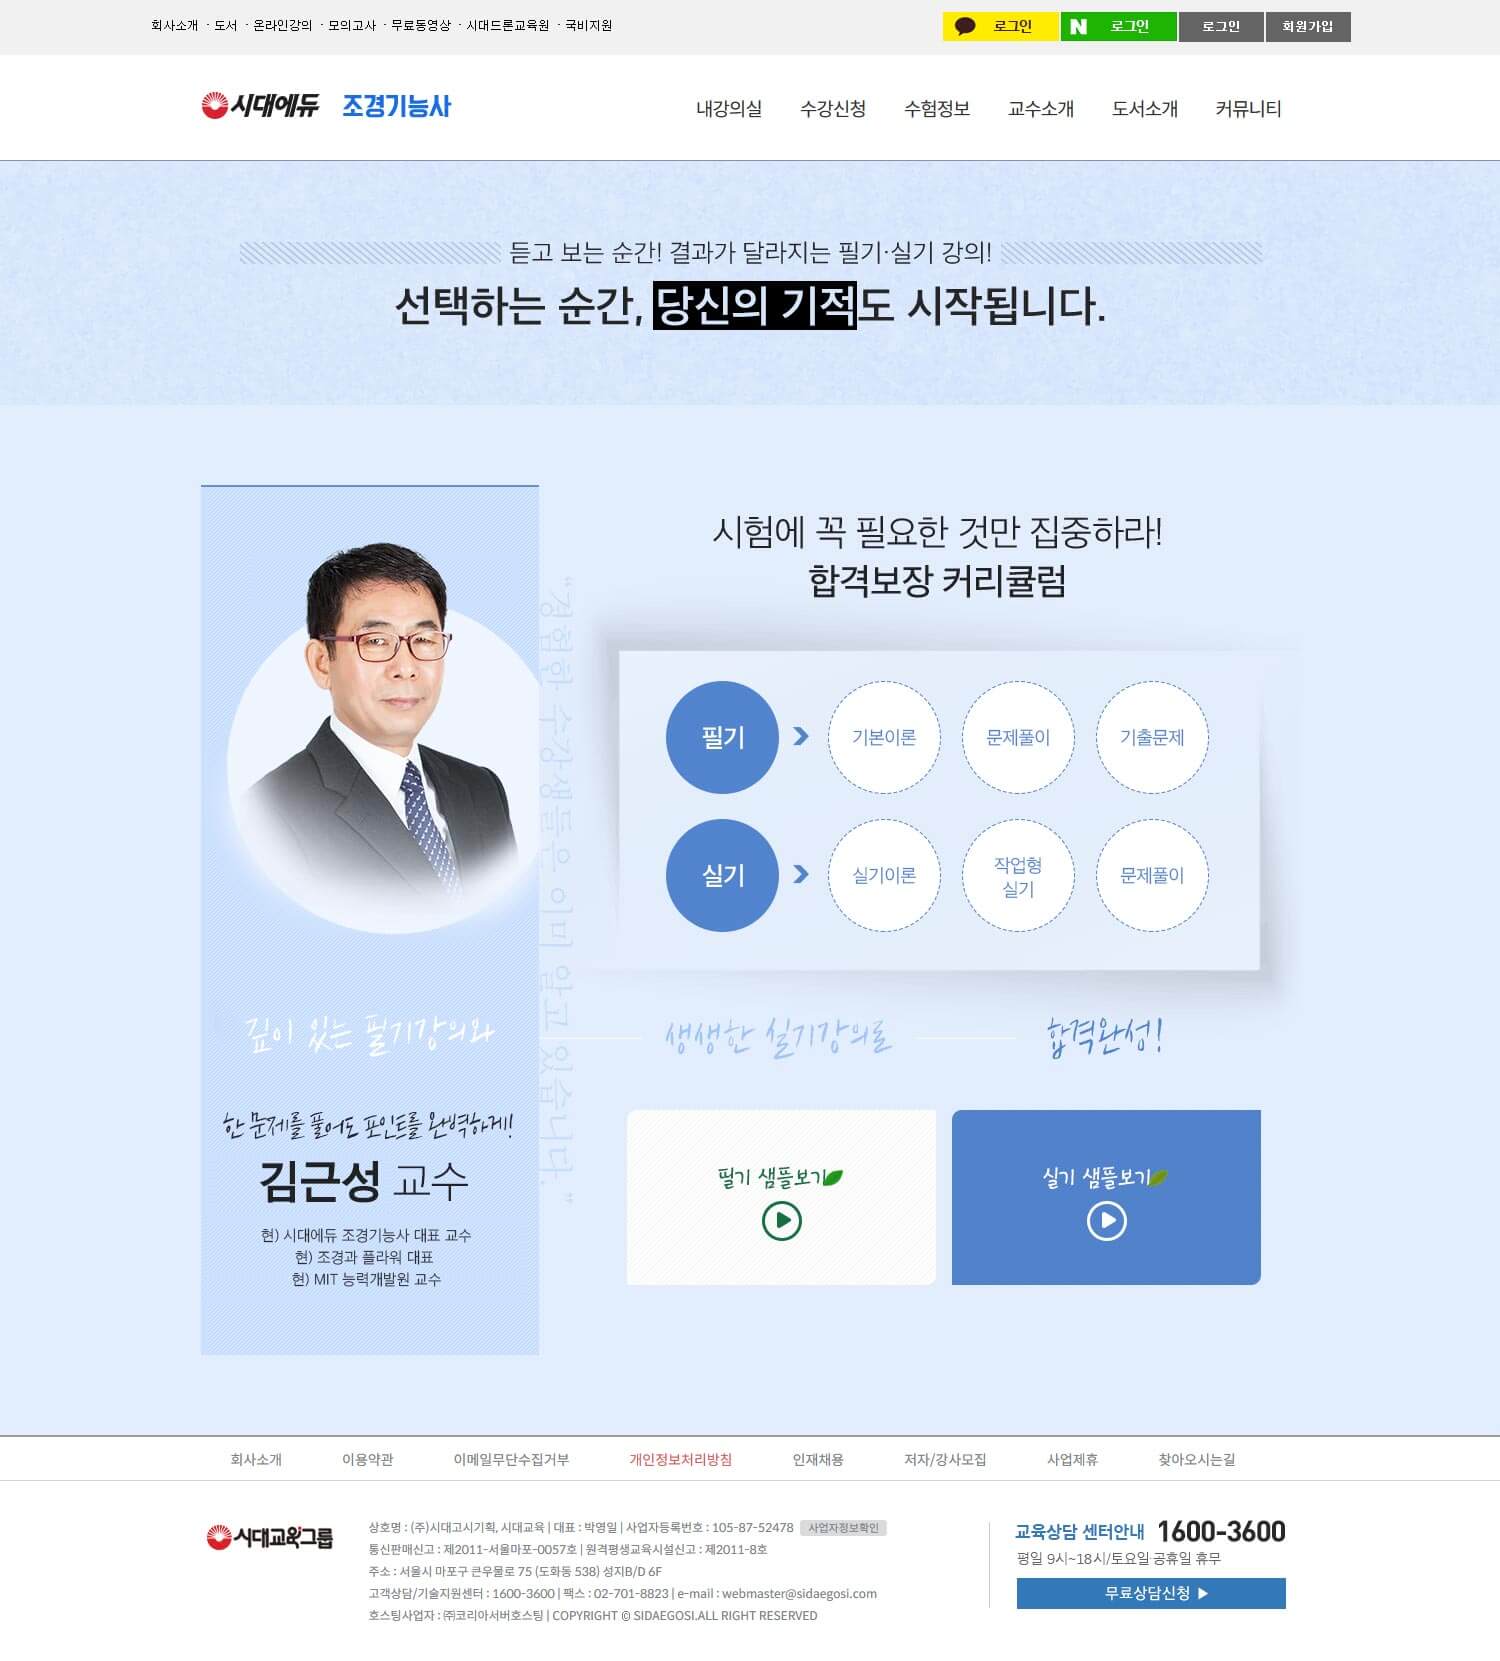 회사소개 · 도서 · 온라인강의 · 모의고사 · 무료동영상 · 시대드론교육원 · 국비지원
로그인
N 로그인
로그인
회원가입
시대에듀 조경기능사
내강의실 수강신청 수험정보 교수소개 도서소개 커뮤니티
듣고 보는 순간! 결과가 달라지는 필기·실기 강의!
선택하는 순간, 당신의 기적도 시작됩니다.
시험에 꼭 필요한 것만 집중하라!
합격보장 커리큘럼
“경험한 수강생들은 이미 알고 있습니다.”
필기 기본이론 문제풀이 기출문제
실기 실기이론 작업형 실기 문제풀이
깊이 있는 필기강의와 생생한 실기강의로 합격완성!
한 문제를 풀어도 포인트를 완벽하게!
김근성 교수
현) 시대에듀 조경기능사 대표 교수
현) 조경과 플라워 대표
현) MIT 능력개발원 교수
필기 샘플보기
실기 샘플보기
회사소개 이용약관 이메일무단수집거부 개인정보처리방침 인재채용 저자/강사모집 사업제휴 찾아오시는길
시대교육그룹
상호명 : (주)시대고시기획, 시대교육 | 대표 : 박영일 | 사업자등록번호 : 105-87-52478 사업자정보확인
통신판매신고 : 제2011-서울마포-0057호 | 원격평생교육시설신고 : 제2011-8호
주소 : 서울시 마포구 큰우물로 75 (도화동 538) 성지B/D 6F
고객상담/기술지원센터 : 1600-3600 | 팩스 : 02-701-8823 | e-mail : webmaster@sidaegosi.com
호스팅사업자 : ㈜코리아서버호스팅 | COPYRIGHT © SIDAEGOSI.ALL RIGHT RESERVED
교육상담 센터안내 1600-3600
평일 9시~18시/토요일·공휴일 휴무
무료상담신청 ▶